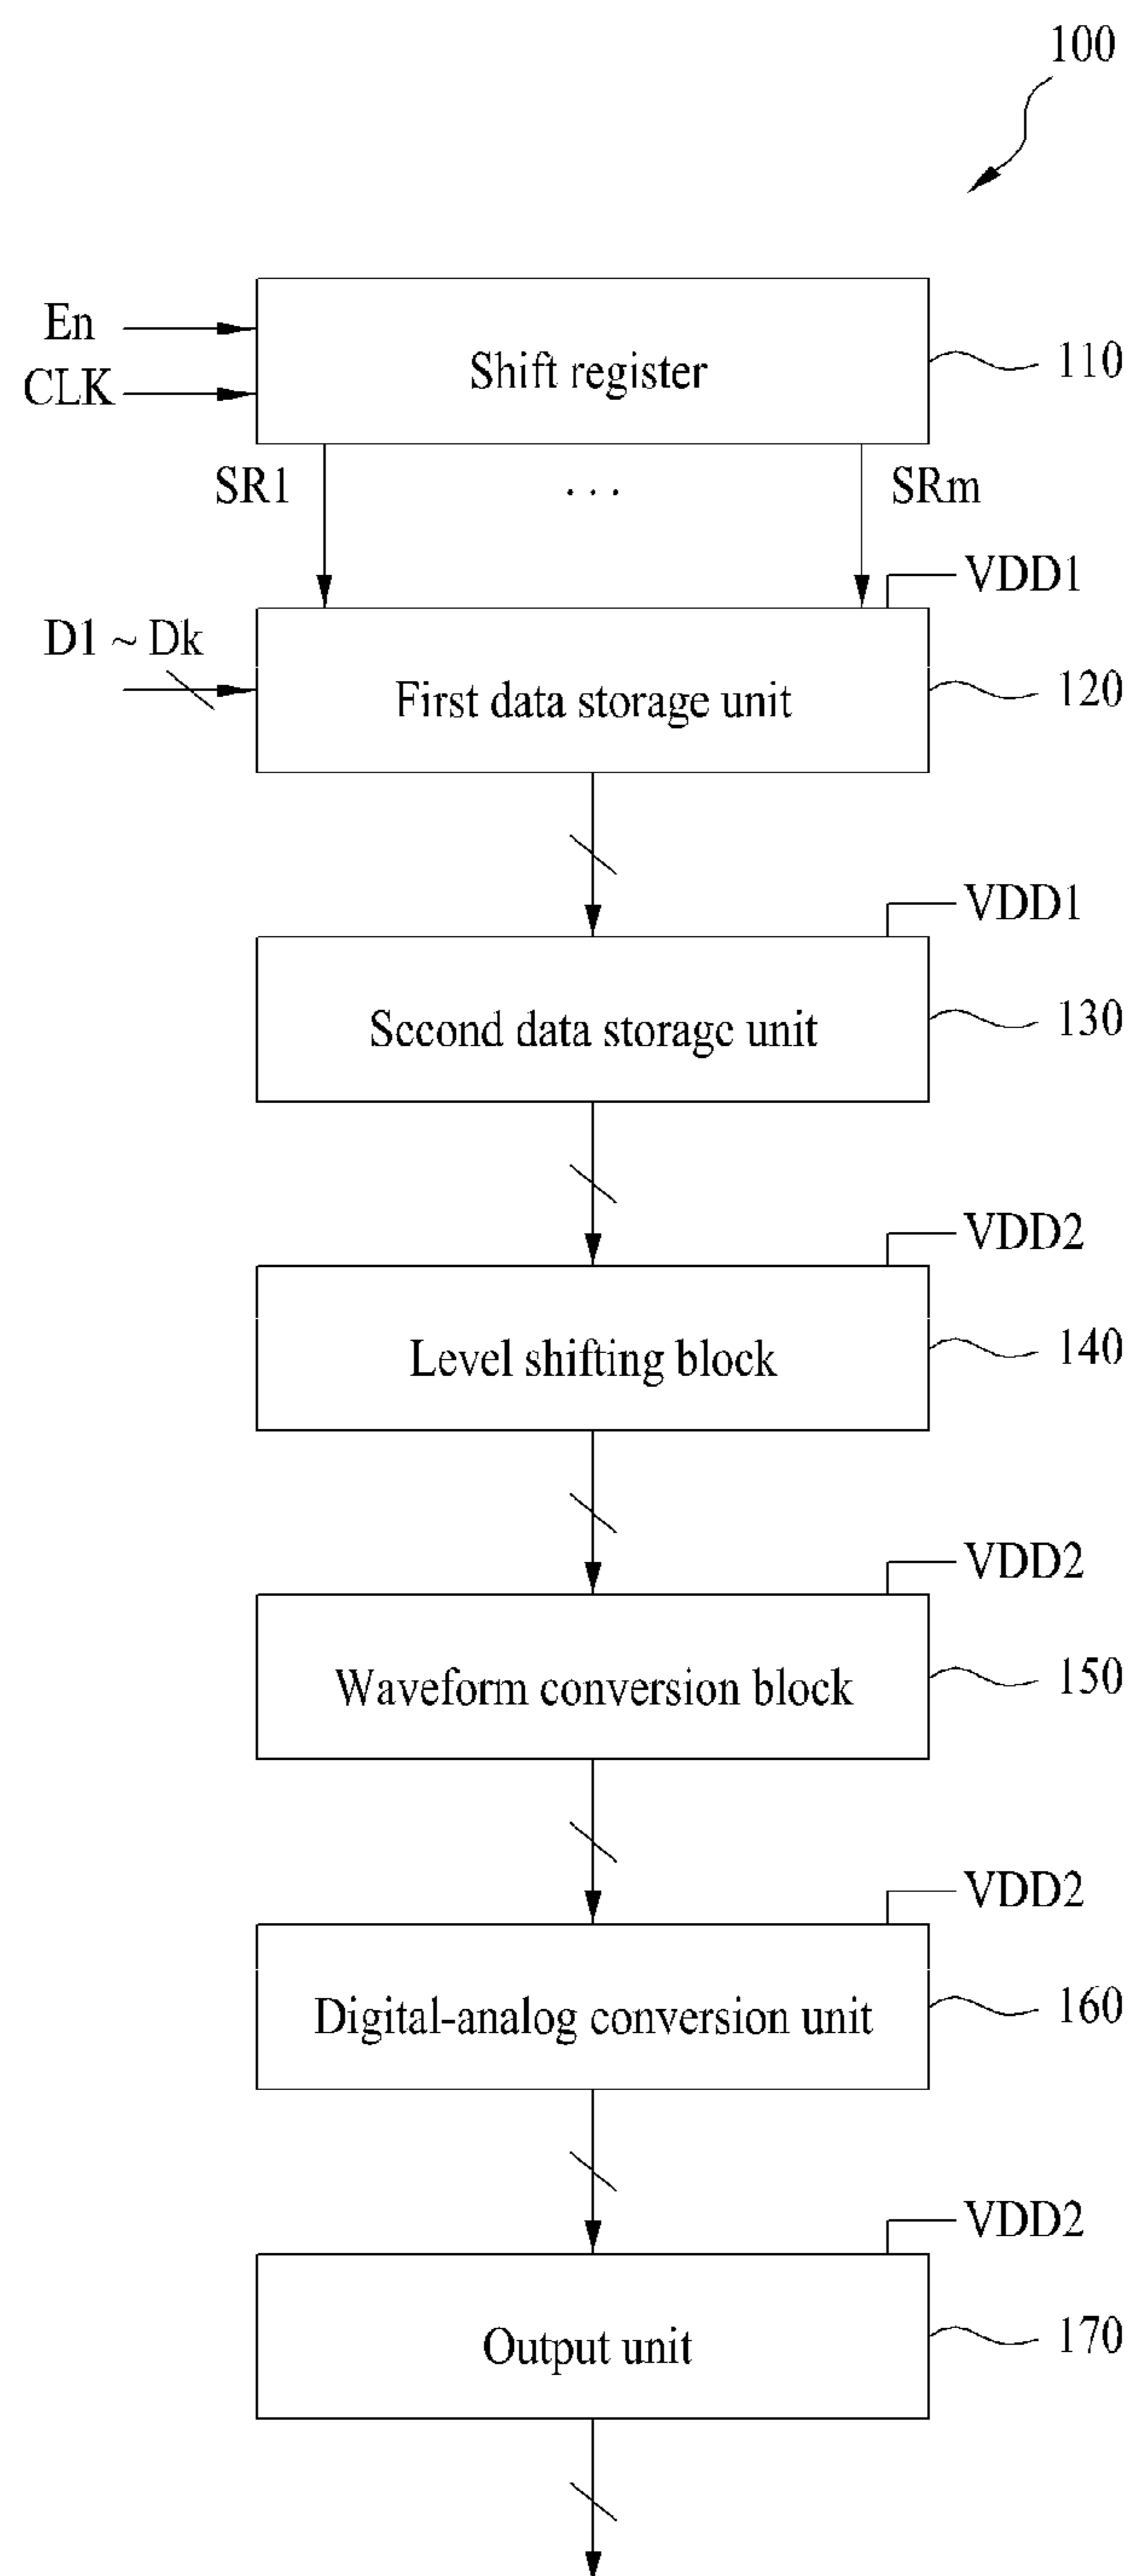 100
En
CLK
Shift register
110
SR1
. . .
SRm
VDD1
D1 ~ Dk
First data storage unit
120
VDD1
Second data storage unit
130
VDD2
Level shifting block
140
VDD2
Waveform conversion block
150
VDD2
Digital-analog conversion unit
160
VDD2
Output unit
170